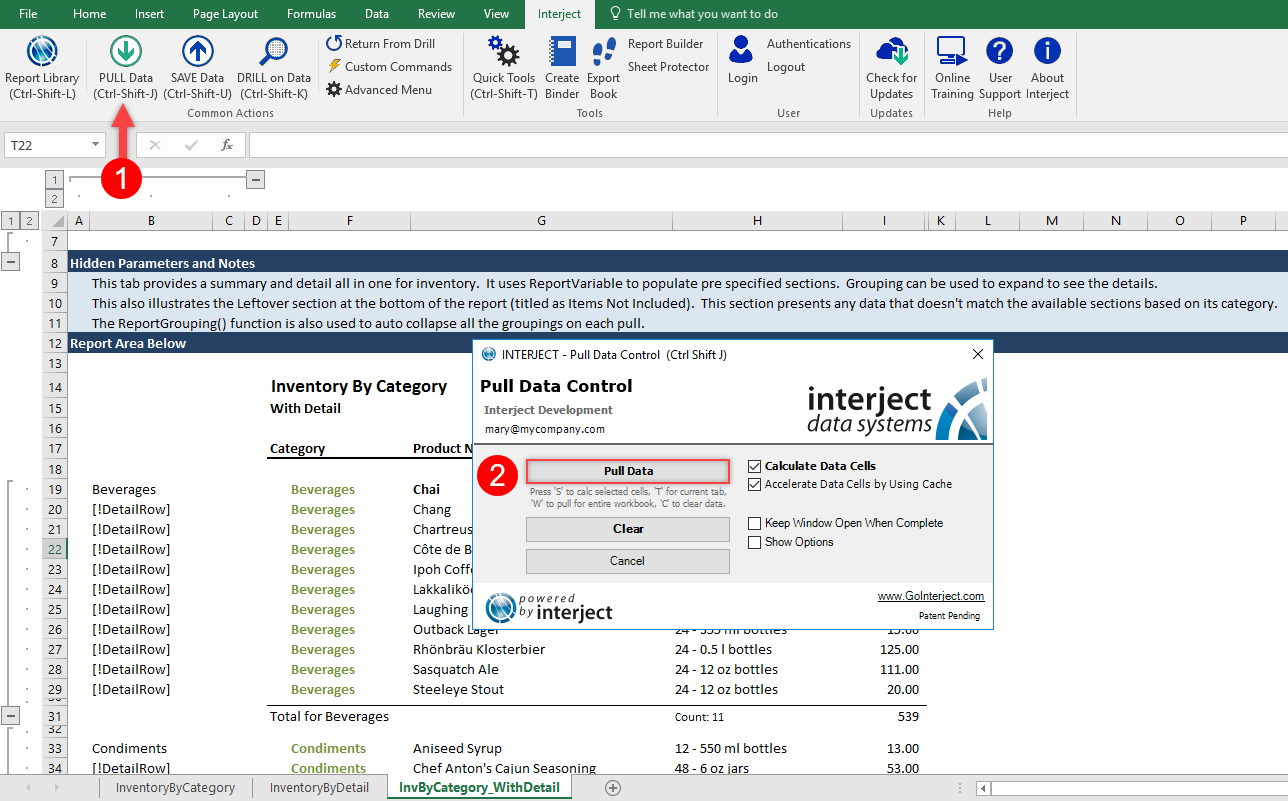 File Home Insert Page Layout Formulas Data Review View Interject Tell me what you want to do
Report Library
(Ctrl-Shift-L)
PULL Data
(Ctrl-Shift-J)
SAVE Data
(Ctrl-Shift-U)
DRILL on Data
(Ctrl-Shift-K)
Return From Drill
Custom Commands
Advanced Menu
Common Actions
Quick Tools
(Ctrl-Shift-T)
Create
Binder
Export
Book
Report Builder
Sheet Protector
Tools
Login
Authentications
Logout
User
Check for
Updates
Updates
Online
Training
User
Support
About
Interject
Help
T22 fx
1
1
2
1 2 A B C D E F G H I K L M N O P
7
8 Hidden Parameters and Notes
9 This tab provides a summary and detail all in one for inventory. It uses ReportVariable to populate pre specified sections. Grouping can be used to expand to see the details.
10 This also illustrates the Leftover section at the bottom of the report (titled as Items Not Included). This section presents any data that doesn't match the available sections based on its category.
11 The ReportGrouping() function is also used to auto collapse all the groupings on each pull.
12 Report Area Below
13
14 Inventory By Category
15 With Detail
16
17 Category Product N
18
19 Beverages Beverages Chai
20 [!DetailRow] Beverages Chang
21 [!DetailRow] Beverages Chartreus
22 [!DetailRow] Beverages Côte de B
23 [!DetailRow] Beverages Ipoh Coff
24 [!DetailRow] Beverages Lakkaliköö
25 [!DetailRow] Beverages Laughing
26 [!DetailRow] Beverages Outback Lager 24 - 355 ml bottles 15.00
27 [!DetailRow] Beverages Rhönbräu Klosterbier 24 - 0.5 l bottles 125.00
28 [!DetailRow] Beverages Sasquatch Ale 24 - 12 oz bottles 111.00
29 [!DetailRow] Beverages Steeleye Stout 24 - 12 oz bottles 20.00
30
31 Total for Beverages Count: 11 539
32
33 Condiments Condiments Aniseed Syrup 12 - 550 ml bottles 13.00
34 [!DetailRow] Condiments Chef Anton's Cajun Seasoning 48 - 6 oz jars 53.00
INTERJECT - Pull Data Control (Ctrl Shift J)
Pull Data Control
Interject Development
mary@mycompany.com
interject
data systems
2
Pull Data
Press 'S' to calc selected cells, 'T' for current tab,
'W' to pull for entire workbook, 'C' to clear data.
Clear
Cancel
Calculate Data Cells
Accelerate Data Cells by Using Cache
Keep Window Open When Complete
Show Options
powered
by interject
www.GoInterject.com
Patent Pending
InventoryByCategory InventoryByDetail InvByCategory_WithDetail